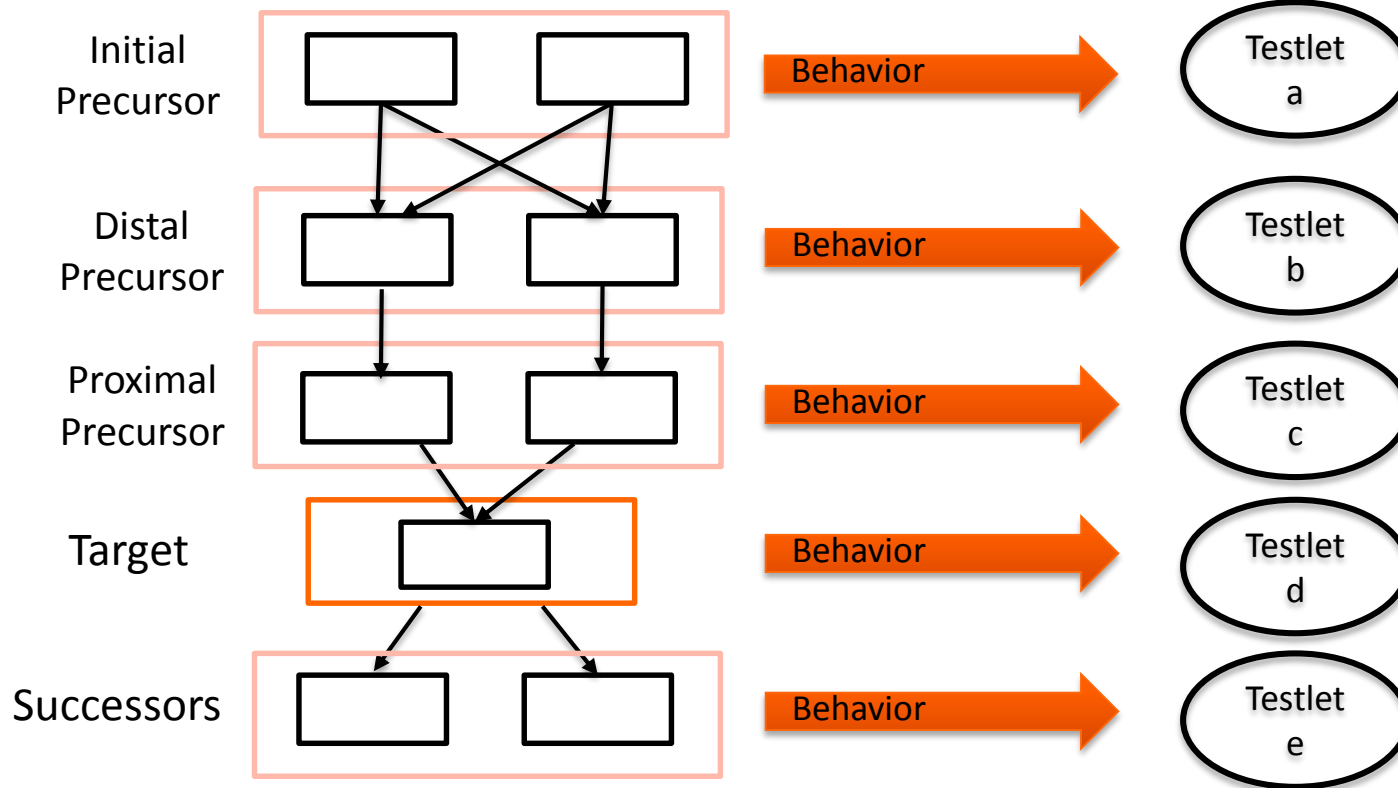 Initial
Precursor
Behavior
Testlet
a
Distal
Precursor
Behavior
Testlet
b
Proximal
Precursor
Behavior
Testlet
c
Target
Behavior
Testlet
d
Successors
Behavior
Testlet
e